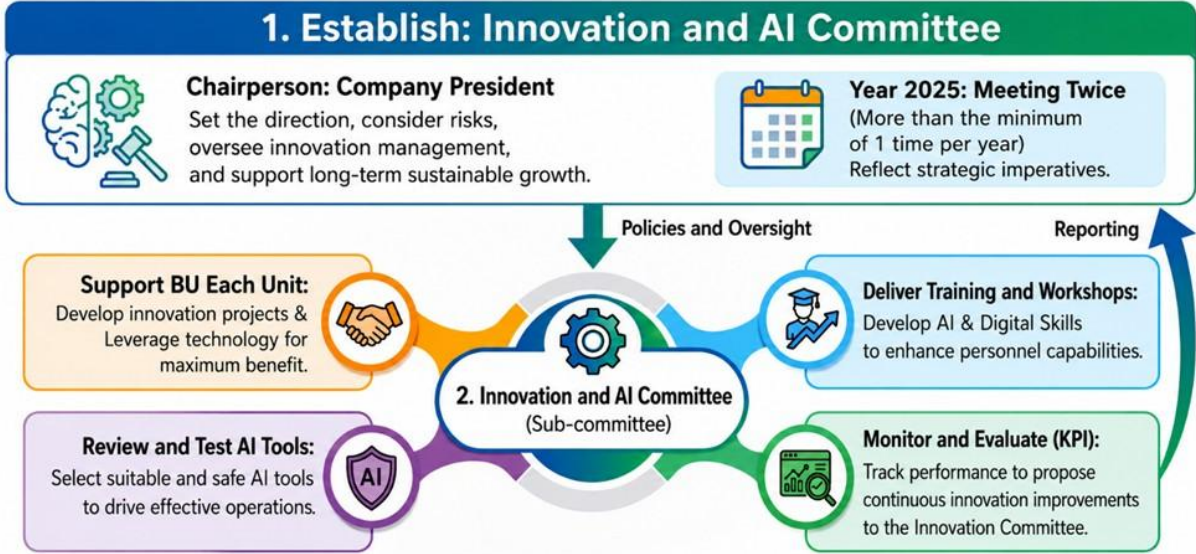 1. Establish: Innovation and AI Committee
Chairperson: Company President
Set the direction, consider risks,
oversee innovation management,
and support long-term sustainable growth.
Year 2025: Meeting Twice
(More than the minimum
of 1 time per year)
Reflect strategic imperatives.
Policies and Oversight
Reporting
Support BU Each Unit:
Develop innovation projects &
Leverage technology for
maximum benefit.
Deliver Training and Workshops:
Develop AI & Digital Skills
to enhance personnel capabilities.
2. Innovation and AI Committee
(Sub-committee)
Review and Test AI Tools:
Select suitable and safe AI tools
to drive effective operations.
AI
Monitor and Evaluate (KPI):
Track performance to propose
continuous innovation improvements
to the Innovation Committee.